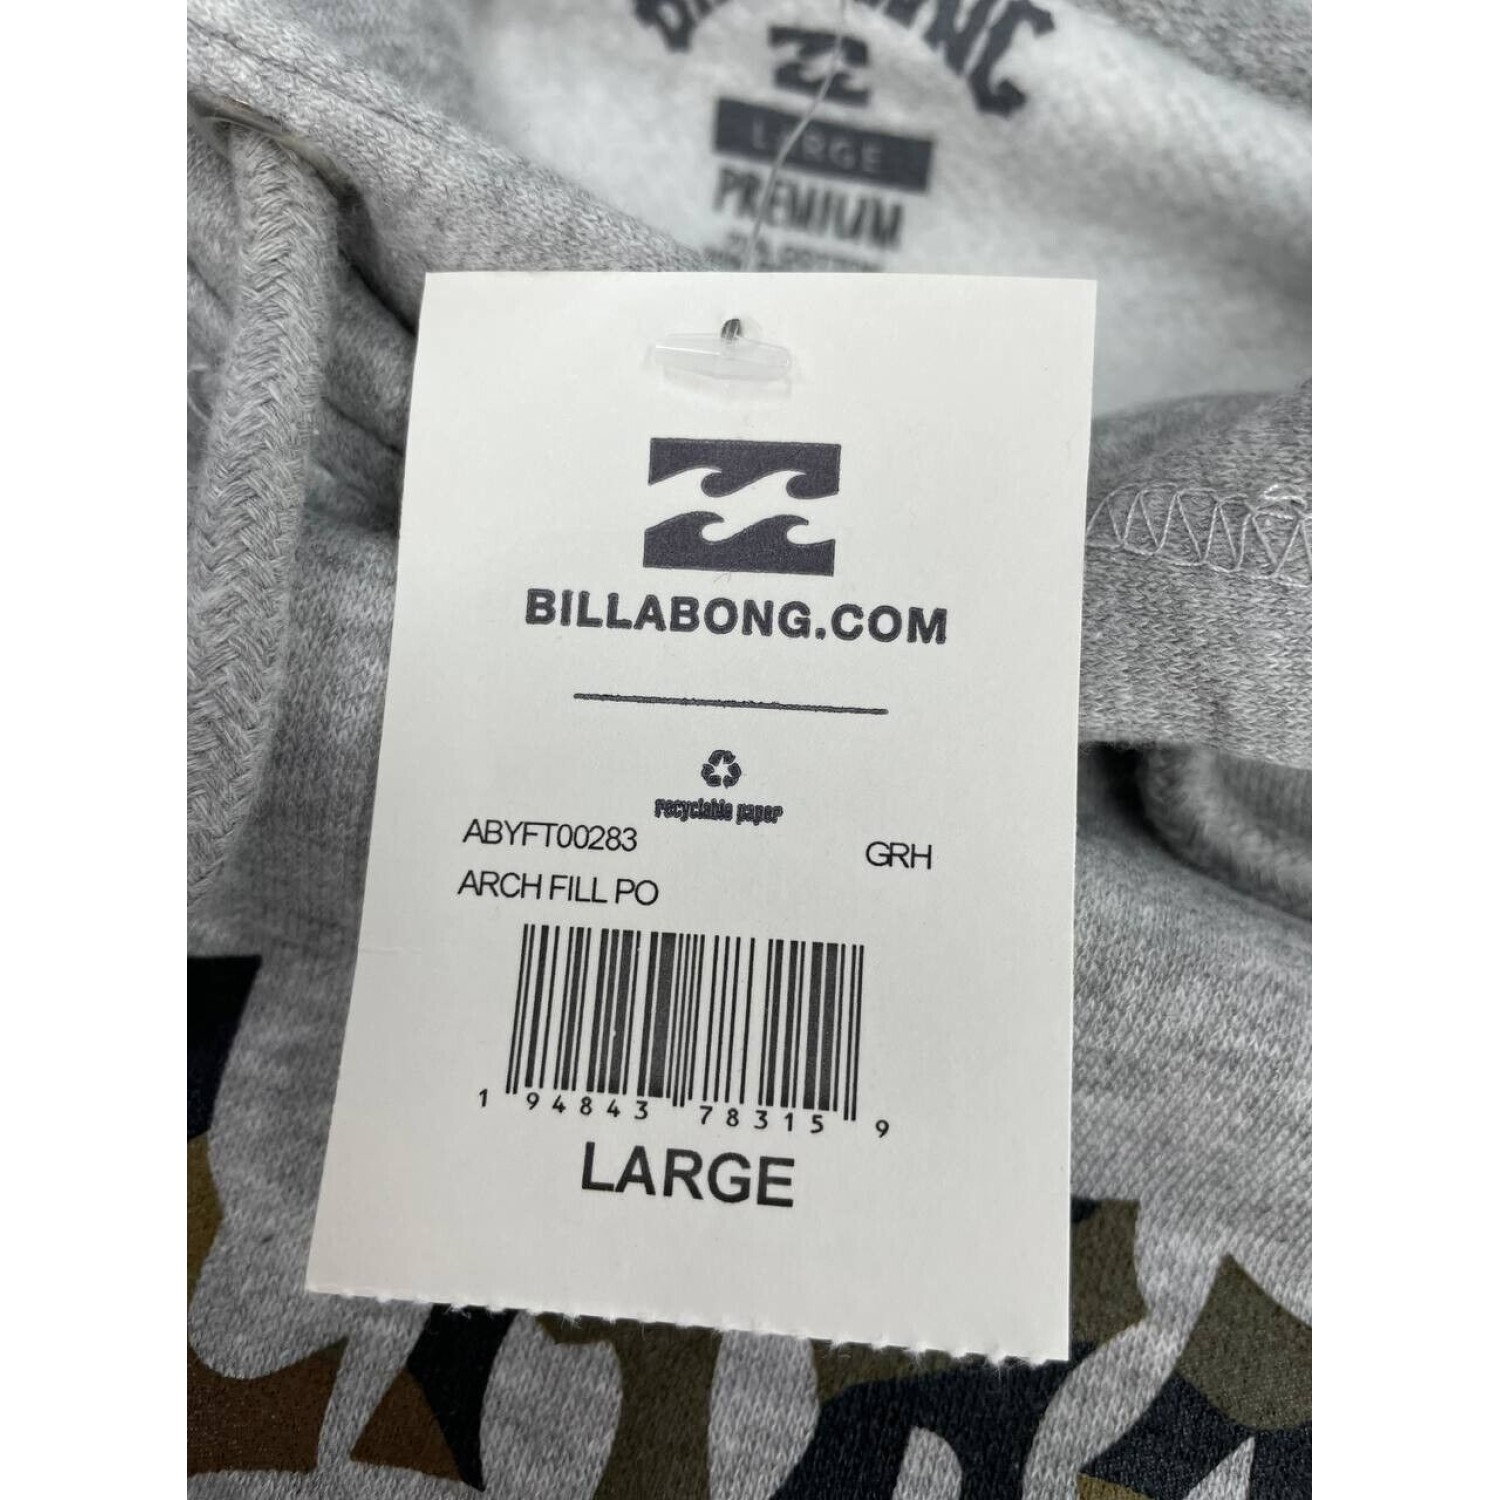 LARGE
PREMIUM
BILLABONG.COM
recyclable paper
ABYFT00283 GRH
ARCH FILL PO
1 94843 78315 9
LARGE